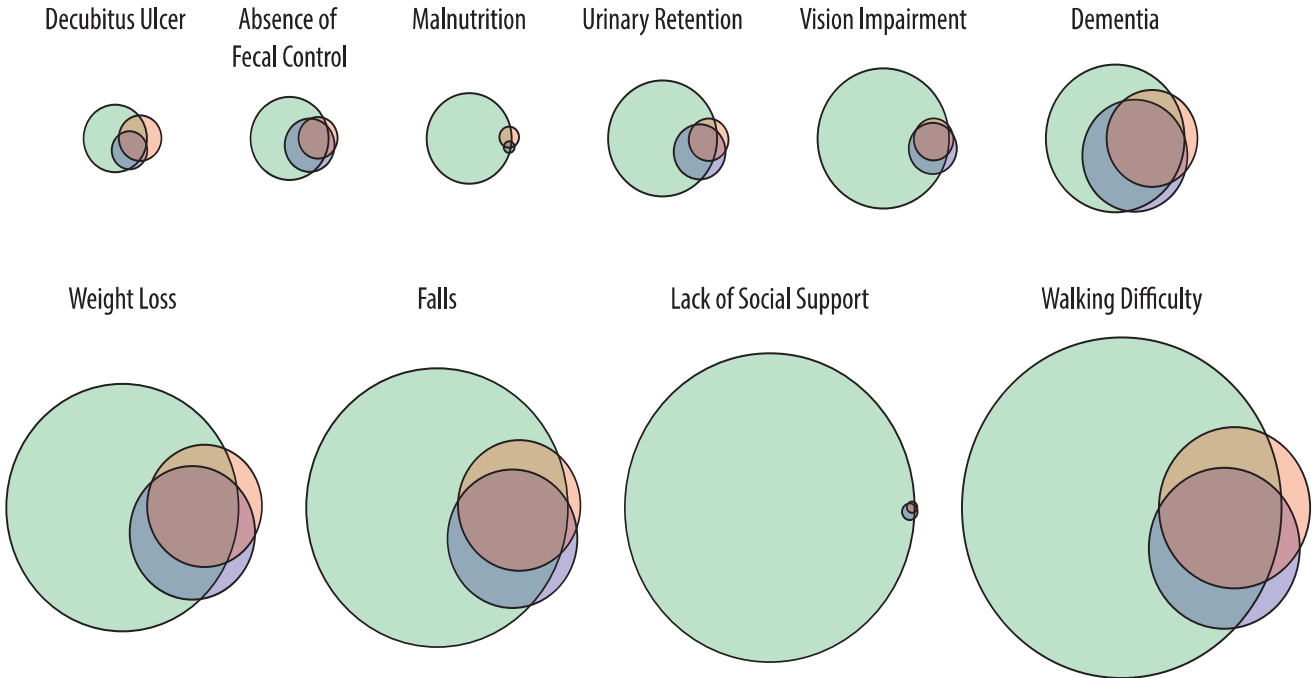 Decubitus Ulcer
Absence of
Fecal Control
Malnutrition
Urinary Retention
Vision Impairment
Dementia
Weight Loss
Falls
Lack of Social Support
Walking Difficulty